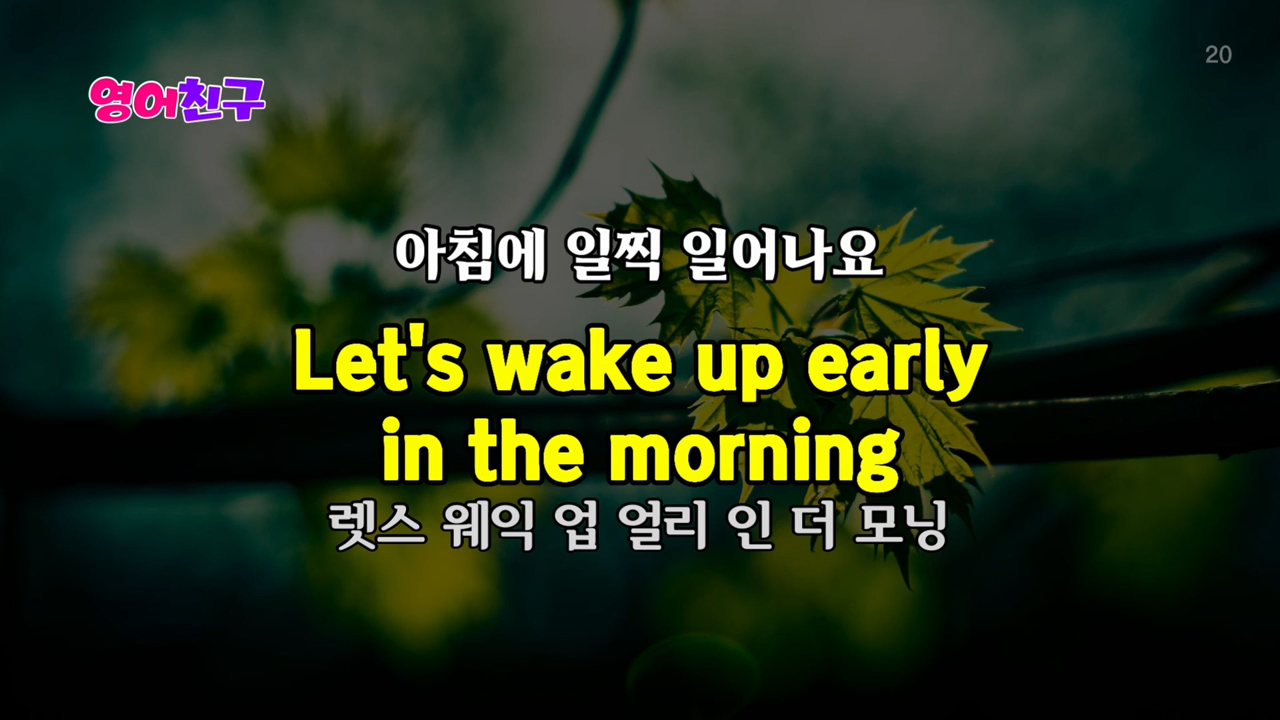 20
영어친구
아침에 일찍 일어나요
Let's wake up early
in the morning
렛스 웨익 업 얼리 인 더 모닝